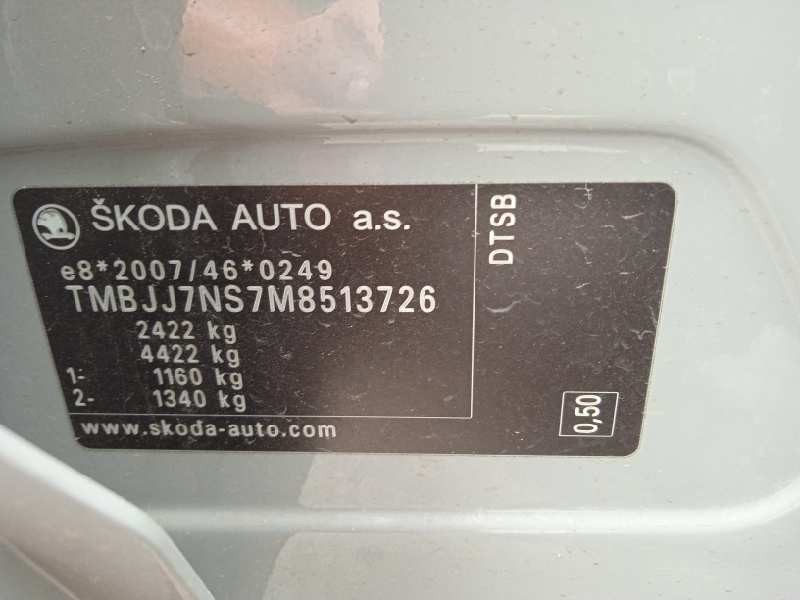 ŠKODA AUTO a.s.
e8*2007/46*0249
TMBJJ7NS7M8513726
2422 kg
4422 kg
1- 1160 kg
2- 1340 kg
www.skoda-auto.com
DTSB
0,50